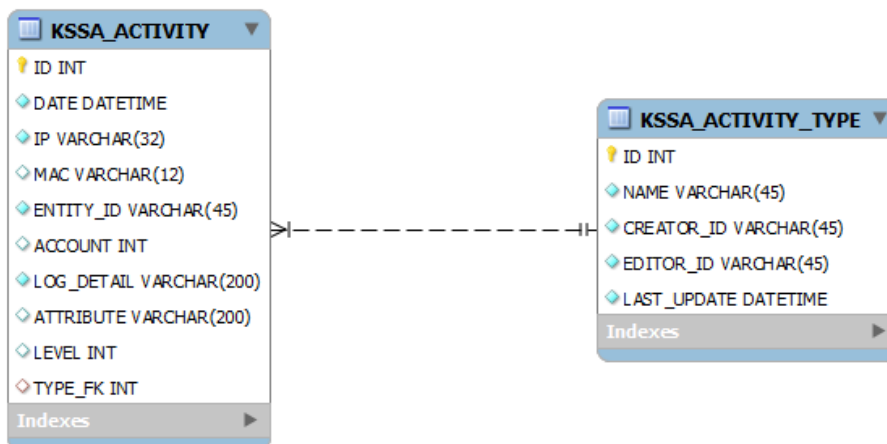 KSSA_ACTIVITY
ID INT
DATE DATETIME
IP VARCHAR(32)
MAC VARCHAR(12)
ENTITY_ID VARCHAR(45)
ACCOUNT INT
LOG_DETAIL VARCHAR(200)
ATTRIBUTE VARCHAR(200)
LEVEL INT
TYPE_FK INT
Indexes
KSSA_ACTIVITY_TYPE
ID INT
NAME VARCHAR(45)
CREATOR_ID VARCHAR(45)
EDITOR_ID VARCHAR(45)
LAST_UPDATE DATETIME
Indexes